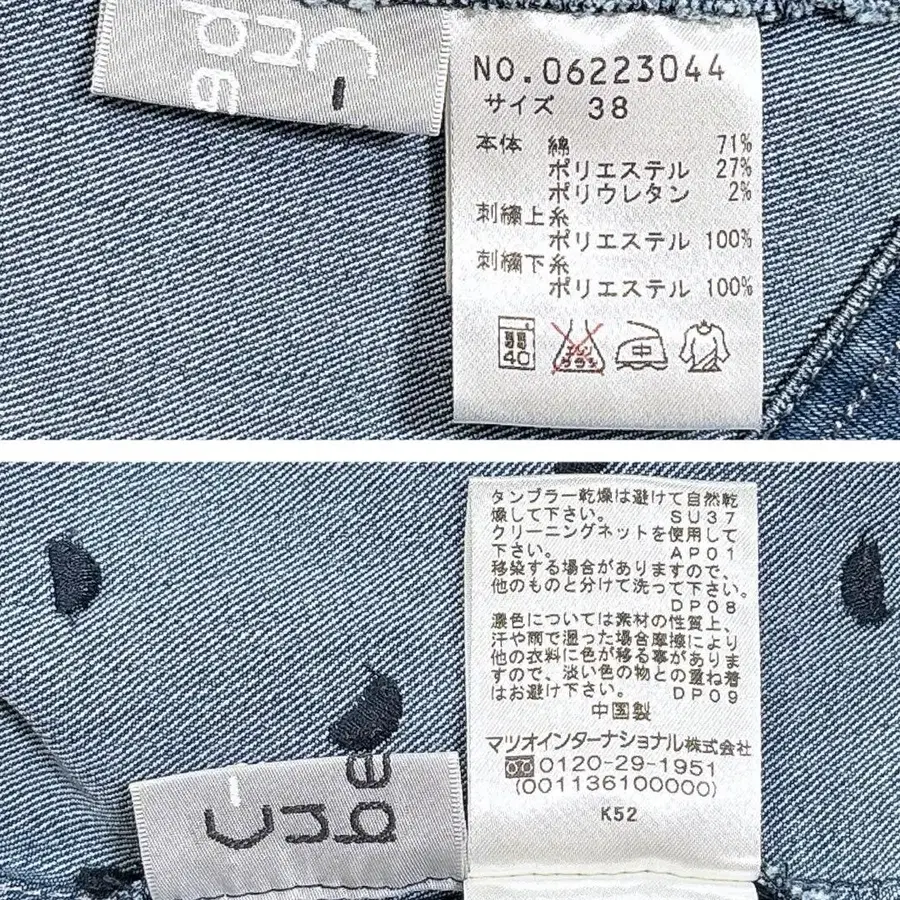 NO.06223044
サイズ 38
本体 綿 71%
ポリエステル 27%
ポリウレタン 2%
刺繍上糸
ポリエステル 100%
刺繍下糸
ポリエステル 100%
40 エンソサラシ 中
タンブラー乾燥は避けて自然乾
燥して下さい。 SU37
クリーニングネットを使用して
下さい。 AP01
移染する場合がありますので、
他のものと分けて洗って下さい。
DP08
濃色については素材の性質上、
汗や雨で湿った場合摩擦により
他の衣料に色が移る事がありま
すので、淡い色の物との重ね着
はお避け下さい。 DP09
中国製
マツオインターナショナル株式会社
0120-29-1951
(001136100000)
K52